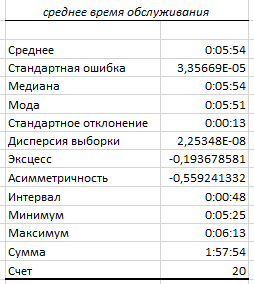 среднее время обслуживания
Среднее 0:05:54
Стандартная ошибка 3,35669E-05
Медиана 0:05:54
Мода 0:05:51
Стандартное отклонение 0:00:13
Дисперсия выборки 2,25348E-08
Эксцесс -0,193678581
Асимметричность -0,559241332
Интервал 0:00:48
Минимум 0:05:25
Максимум 0:06:13
Сумма 1:57:54
Счет 20